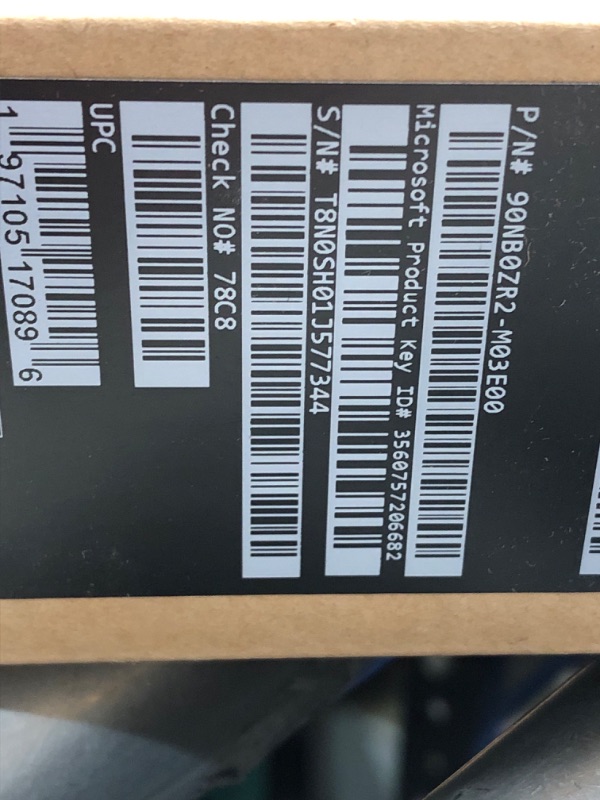 P/N# 90NB0ZR2-M03E00
Microsoft Product Key ID# 3560757206682
S/N# T8N0SH01J577344
Check NO# 78C8
UPC
1 97105 17089 6